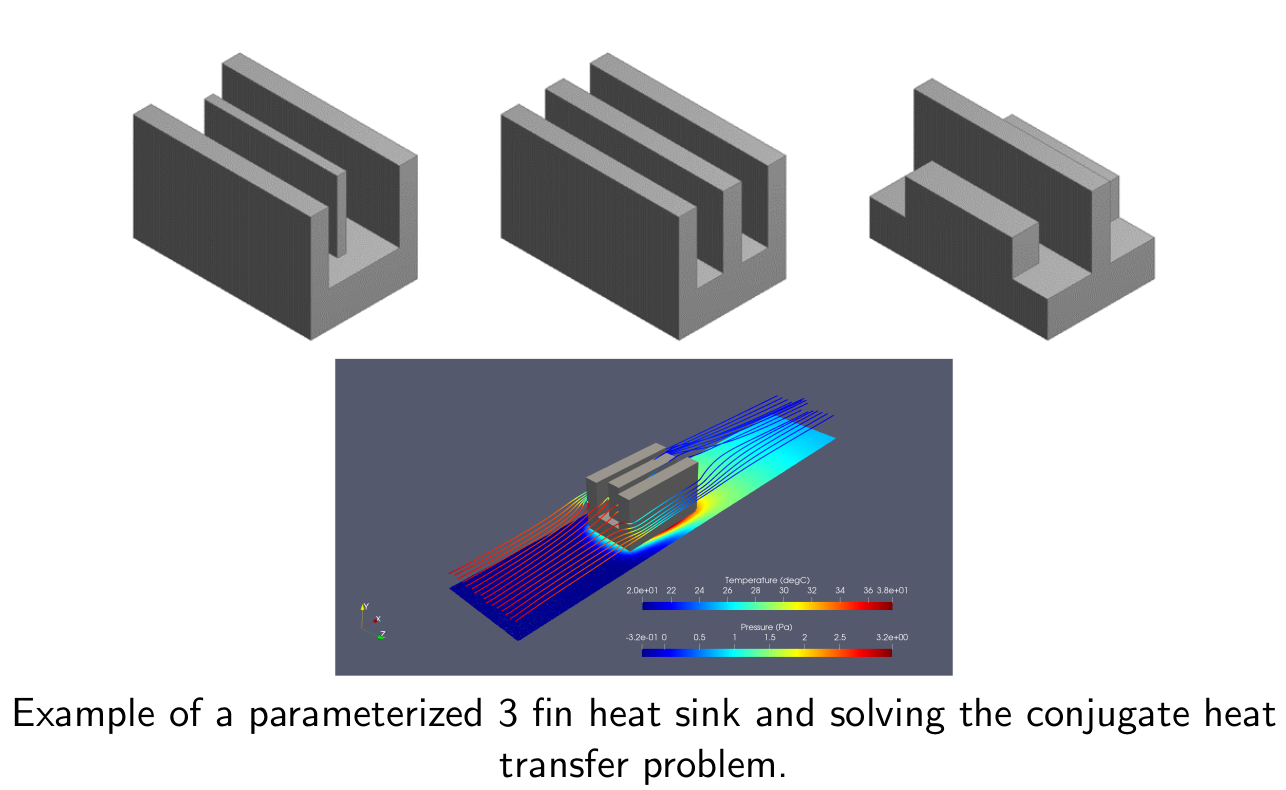 Temperature (degC)
2.0e+01 22 24 26 28 30 32 34 36 3.8e+01
Pressure (Pa)
-3.2e-01 0 0.5 1 1.5 2 2.5 3.2e+00
Y
X
Z
Example of a parameterized 3 fin heat sink and solving the conjugate heat
transfer problem.